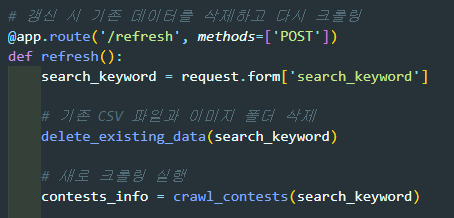 # 갱신 시 기존 데이터를 삭제하고 다시 크롤링
@app.route('/refresh', methods=['POST'])
def refresh():
    search_keyword = request.form['search_keyword']
    # 기존 CSV 파일과 이미지 폴더 삭제
    delete_existing_data(search_keyword)
    # 새로 크롤링 실행
    contests_info = crawl_contests(search_keyword)